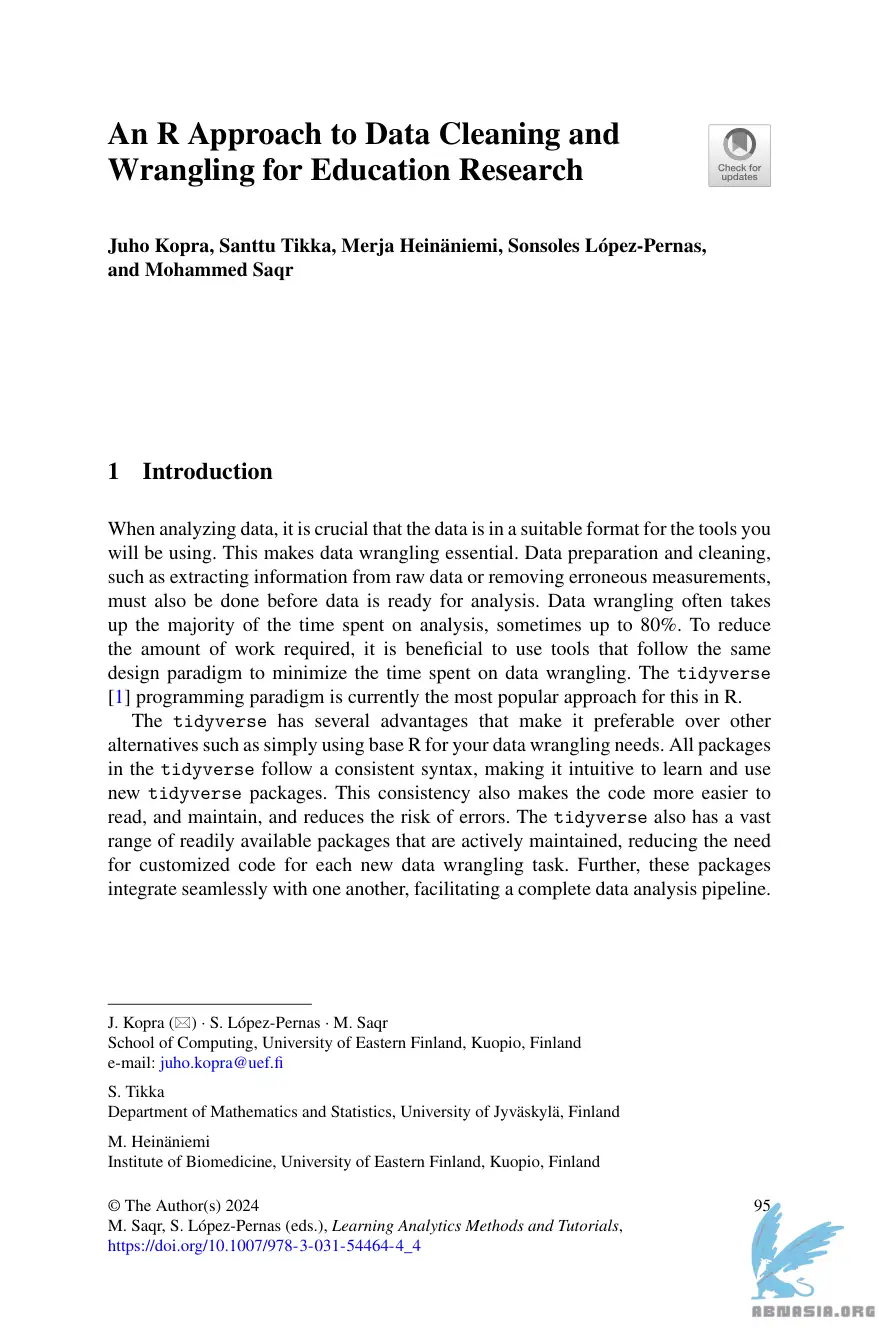 An R Approach to Data Cleaning and
Wrangling for Education Research
Check for
updates
Juho Kopra, Santtu Tikka, Merja Heinäniemi, Sonsoles López-Pernas,
and Mohammed Saqr
1 Introduction
When analyzing data, it is crucial that the data is in a suitable format for the tools you
will be using. This makes data wrangling essential. Data preparation and cleaning,
such as extracting information from raw data or removing erroneous measurements,
must also be done before data is ready for analysis. Data wrangling often takes
up the majority of the time spent on analysis, sometimes up to 80%. To reduce
the amount of work required, it is beneficial to use tools that follow the same
design paradigm to minimize the time spent on data wrangling. The tidyverse
[1] programming paradigm is currently the most popular approach for this in R.
The tidyverse has several advantages that make it preferable over other
alternatives such as simply using base R for your data wrangling needs. All packages
in the tidyverse follow a consistent syntax, making it intuitive to learn and use
new tidyverse packages. This consistency also makes the code more easier to
read, and maintain, and reduces the risk of errors. The tidyverse also has a vast
range of readily available packages that are actively maintained, reducing the need
for customized code for each new data wrangling task. Further, these packages
integrate seamlessly with one another, facilitating a complete data analysis pipeline.
J. Kopra (✉) · S. López-Pernas · M. Saqr
School of Computing, University of Eastern Finland, Kuopio, Finland
e-mail: juho.kopra@uef.fi
S. Tikka
Department of Mathematics and Statistics, University of Jyväskylä, Finland
M. Heinäniemi
Institute of Biomedicine, University of Eastern Finland, Kuopio, Finland
© The Author(s) 2024 95
M. Saqr, S. López-Pernas (eds.), Learning Analytics Methods and Tutorials,
https://doi.org/10.1007/978-3-031-54464-4_4
ABNASIA.ORG